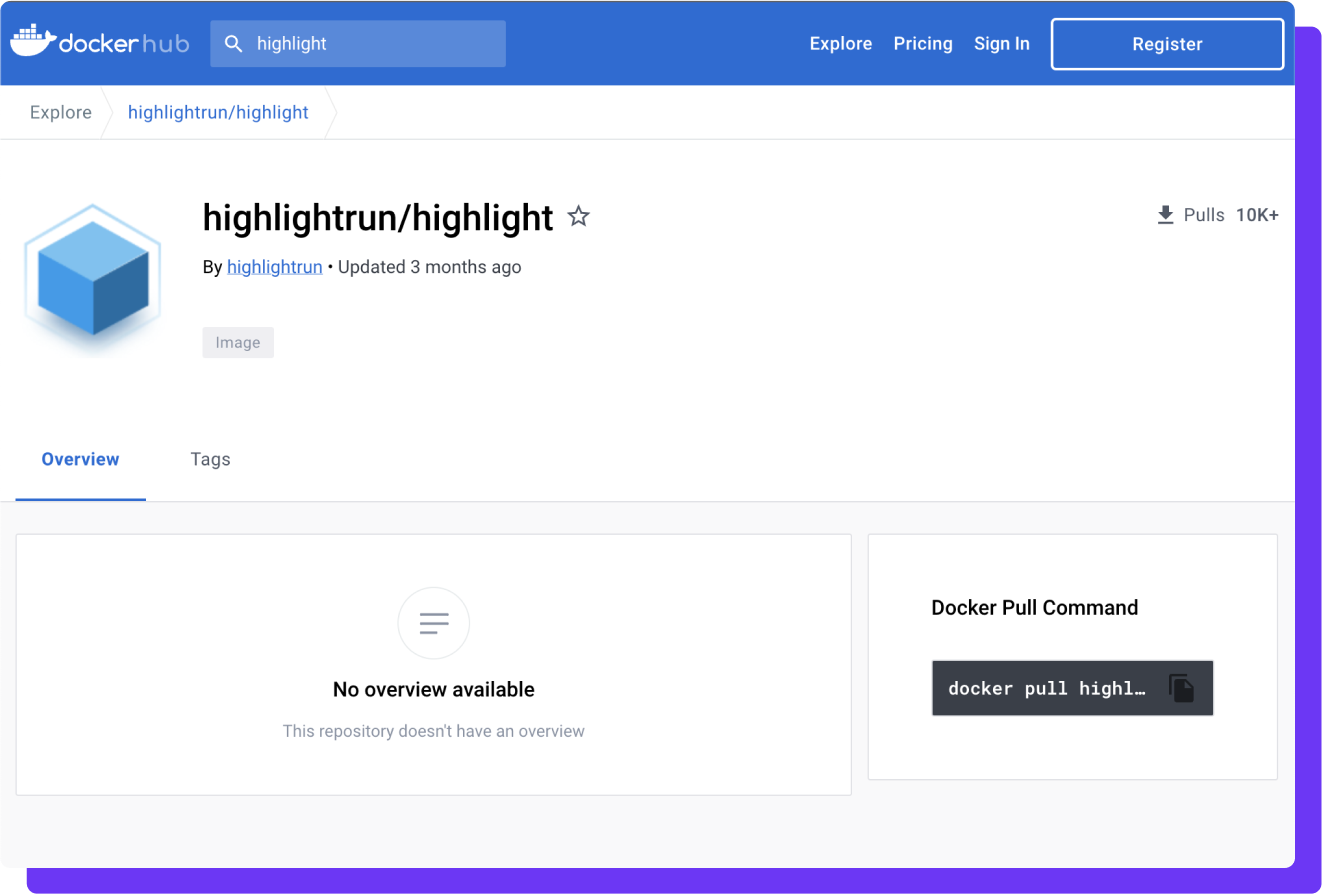 docker hub
highlight
Explore
Pricing
Sign In
Register
Explore
highlightrun/highlight
highlightrun/highlight
Pulls 10K+
By highlightrun • Updated 3 months ago
Image
Overview
Tags
No overview available
This repository doesn't have an overview
Docker Pull Command
docker pull highl…